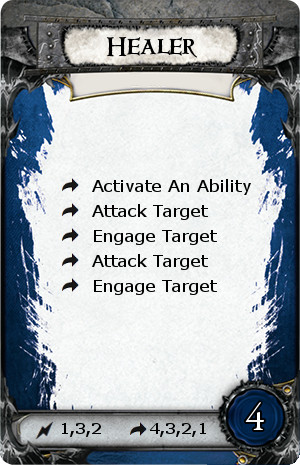 HEALER
Activate An Ability
Attack Target
Engage Target
Attack Target
Engage Target
1,3,2 4,3,2,1 4